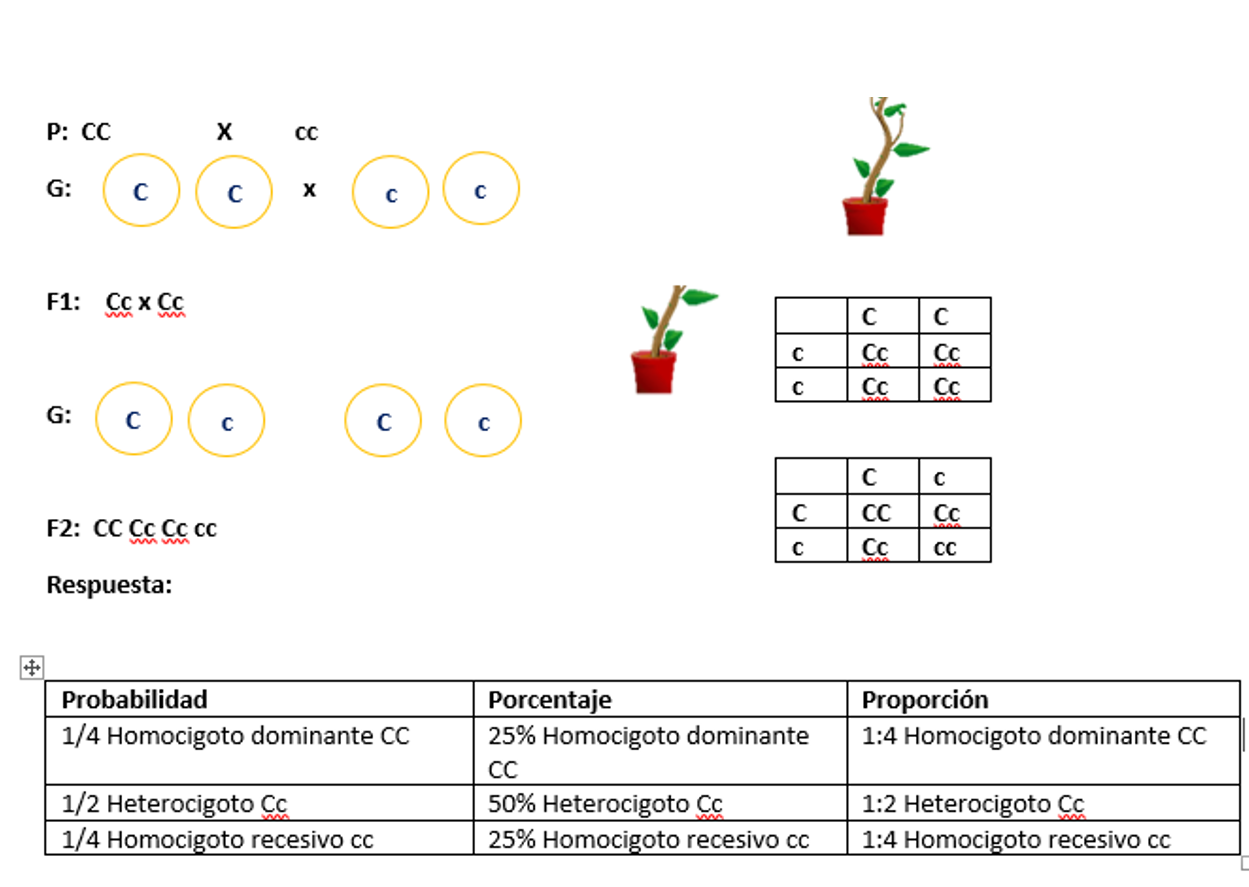 P: CC X cc
G: C C x c c
F1: Cc x Cc
C C
c Cc Cc
c Cc Cc
G: C c C c
C c
C CC Cc
c Cc cc
F2: CC Cc Cc cc
Respuesta:
Probabilidad Porcentaje Proporción
1/4 Homocigoto dominante CC 25% Homocigoto dominante 1:4 Homocigoto dominante CC
CC
1/2 Heterocigoto Cc 50% Heterocigoto Cc 1:2 Heterocigoto Cc
1/4 Homocigoto recesivo cc 25% Homocigoto recesivo cc 1:4 Homocigoto recesivo cc